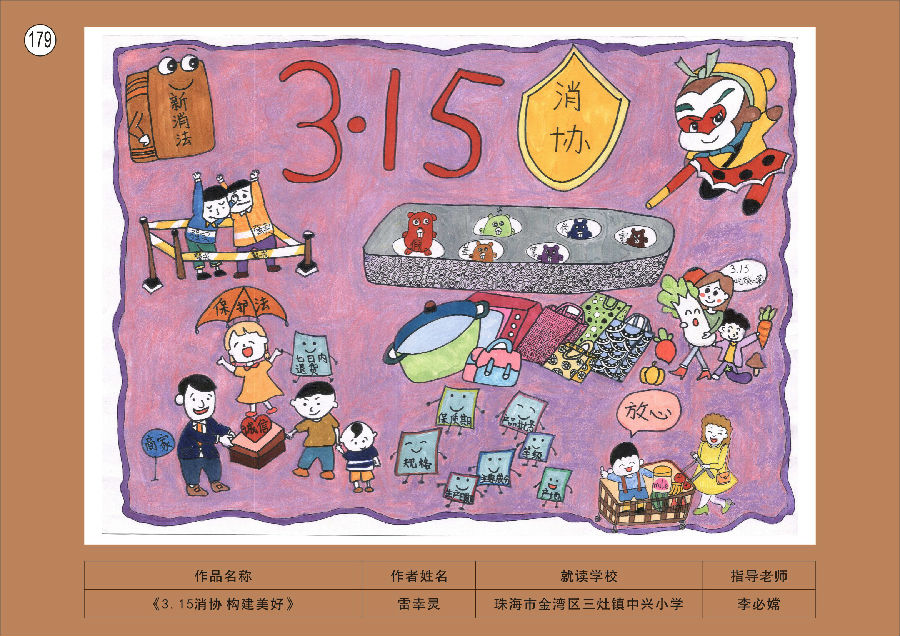 179
3·15
消
协
新
消
法
保护法
七日内
退货
诚信
商家
3.15
放心
保质期
规格
等级
产地
作品名称
作者姓名
就读学校
指导老师
《3.15消协 构建美好》
雷幸灵
珠海市金湾区三灶镇中兴小学
李必嫦